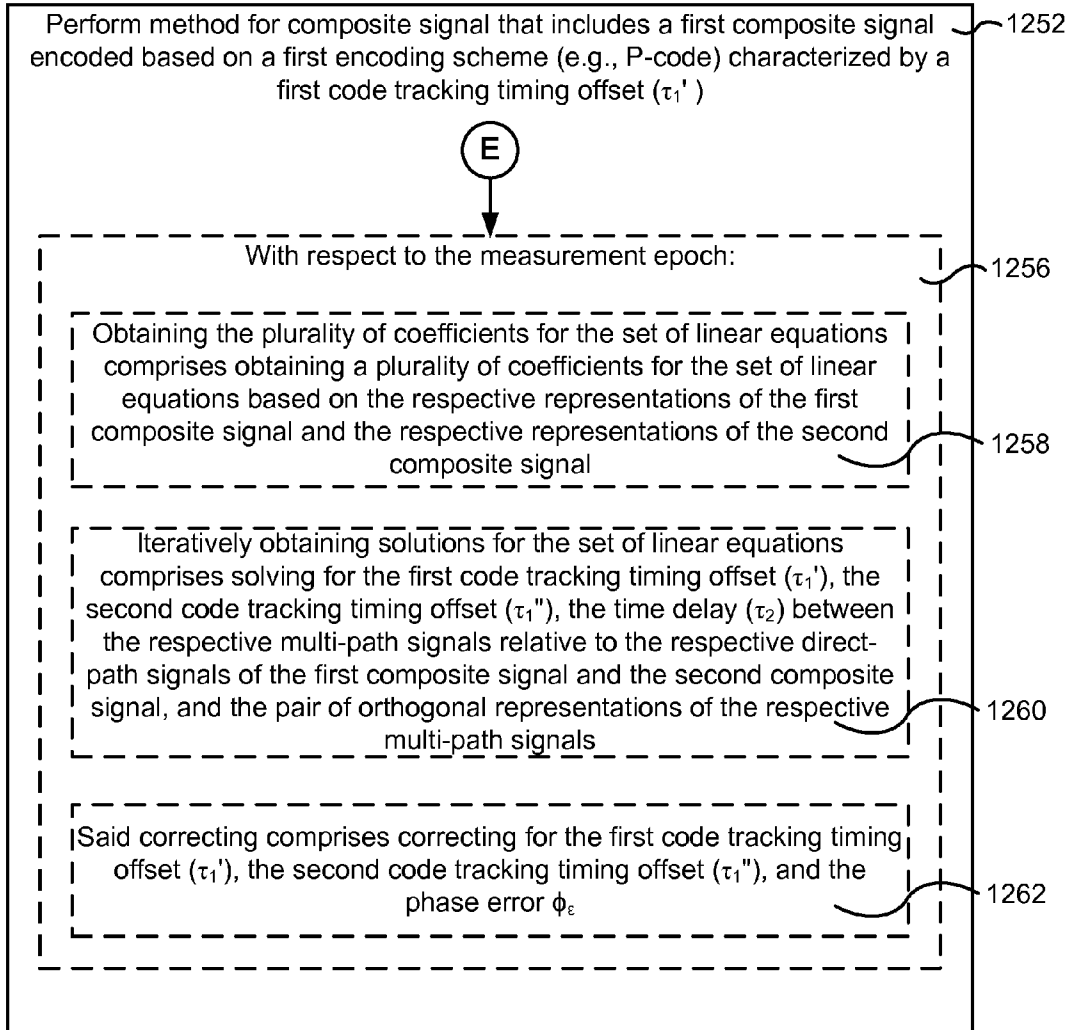 Perform method for composite signal that includes a first composite signal
encoded based on a first encoding scheme (e.g., P-code) characterized by a
first code tracking timing offset (τ₁' )
1252
E
With respect to the measurement epoch:
1256
Obtaining the plurality of coefficients for the set of linear equations
comprises obtaining a plurality of coefficients for the set of linear
equations based on the respective representations of the first
composite signal and the respective representations of the second
composite signal
1258
Iteratively obtaining solutions for the set of linear equations
comprises solving for the first code tracking timing offset (τ₁'), the
second code tracking timing offset (τ₁"), the time delay (τ₂) between
the respective multi-path signals relative to the respective direct-
path signals of the first composite signal and the second composite
signal, and the pair of orthogonal representations of the respective
multi-path signals
1260
Said correcting comprises correcting for the first code tracking timing
offset (τ₁'), the second code tracking timing offset (τ₁"), and the
phase error ϕ_ε
1262